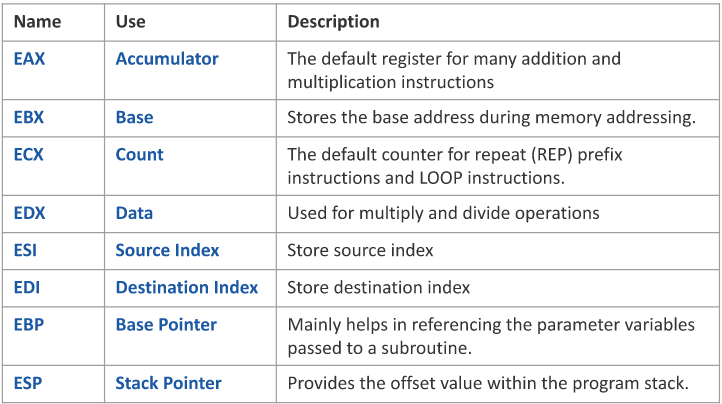 Name Use Description
EAX Accumulator The default register for many addition and
multiplication instructions
EBX Base Stores the base address during memory addressing.
ECX Count The default counter for repeat (REP) prefix
instructions and LOOP instructions.
EDX Data Used for multiply and divide operations
ESI Source Index Store source index
EDI Destination Index Store destination index
EBP Base Pointer Mainly helps in referencing the parameter variables
passed to a subroutine.
ESP Stack Pointer Provides the offset value within the program stack.